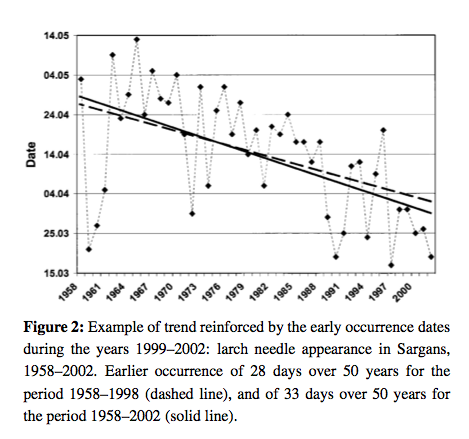 14.05
04.05
24.04
14.04
04.04
25.03
15.03
Date
1958 1961 1964 1967 1970 1973 1976 1979 1982 1985 1988 1991 1994 1997 2000
Figure 2: Example of trend reinforced by the early occurrence dates
during the years 1999–2002: larch needle appearance in Sargans,
1958–2002. Earlier occurrence of 28 days over 50 years for the
period 1958–1998 (dashed line), and of 33 days over 50 years for
the period 1958–2002 (solid line).